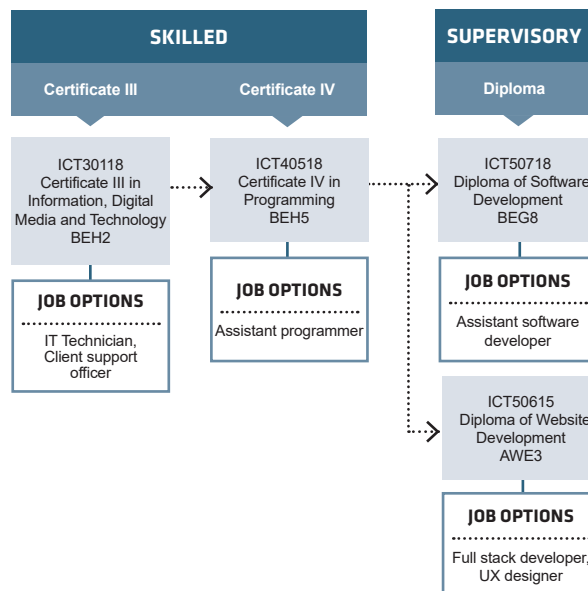 SKILLED
SUPERVISORY
Certificate III
Certificate IV
Diploma
ICT30118
Certificate III in
Information, Digital
Media and Technology
BEH2
JOB OPTIONS
IT Technician,
Client support
officer
ICT40518
Certificate IV in
Programming
BEH5
JOB OPTIONS
Assistant programmer
ICT50718
Diploma of Software
Development
BEG8
JOB OPTIONS
Assistant software
developer
ICT50615
Diploma of Website
Development
AWE3
JOB OPTIONS
Full stack developer,
UX designer